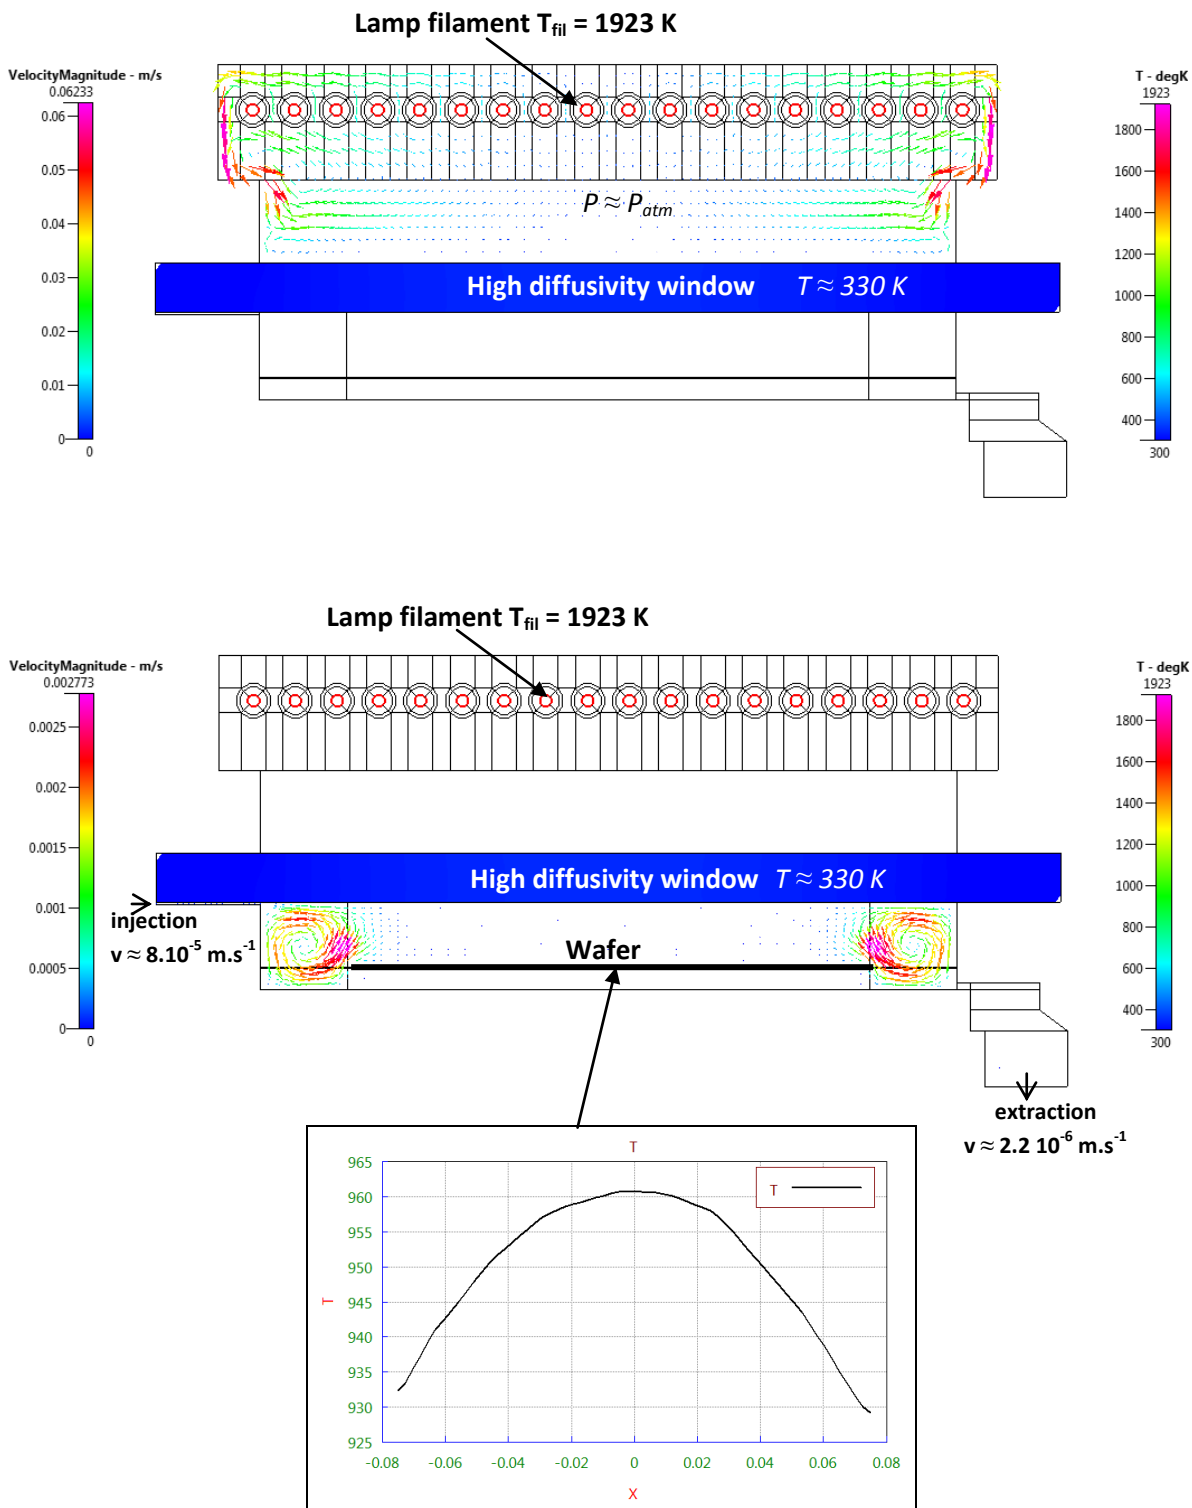 Lamp filament Tfil = 1923 K
VelocityMagnitude - m/s
0.06233
0.06
0.05
0.04
0.03
0.02
0.01
0
0
T - degK
1923
1800
1600
1400
1200
1000
800
600
400
300
P ≈ Patm
High diffusivity window T ≈ 330 K
Lamp filament Tfil = 1923 K
VelocityMagnitude - m/s
0.002773
0.0025
0.002
0.0015
0.001
0.0005
0
0
T - degK
1923
1800
1600
1400
1200
1000
800
600
400
300
High diffusivity window T ≈ 330 K
injection
v ≈ 8.10-5 m.s-1
Wafer
extraction
v ≈ 2.2 10-6 m.s-1
T
T
965
960
955
950
945
940
935
930
925
T
-0.08 -0.06 -0.04 -0.02 0 0.02 0.04 0.06 0.08
X